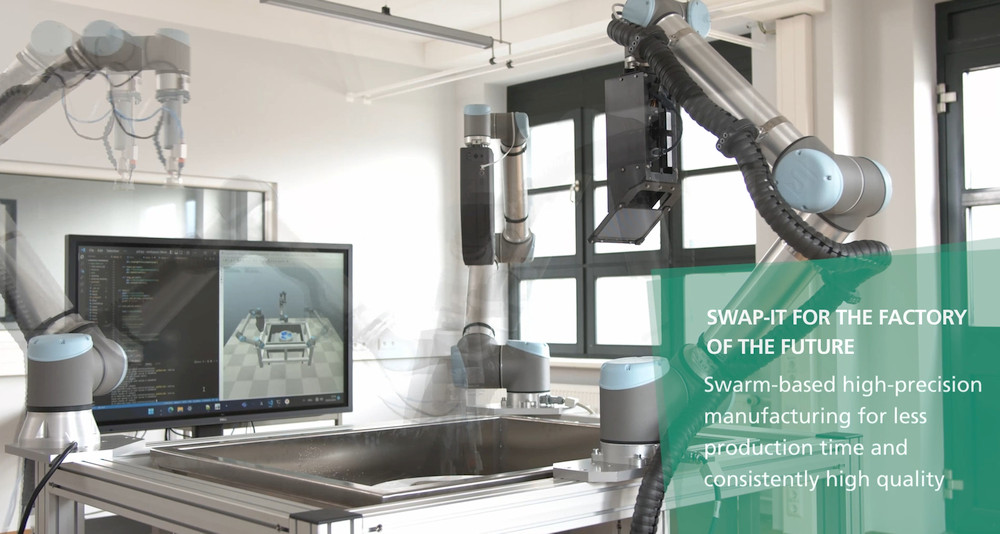 SWAP-IT FOR THE FACTORY
OF THE FUTURE
Swarm-based high-precision
manufacturing for less
production time and
consistently high quality